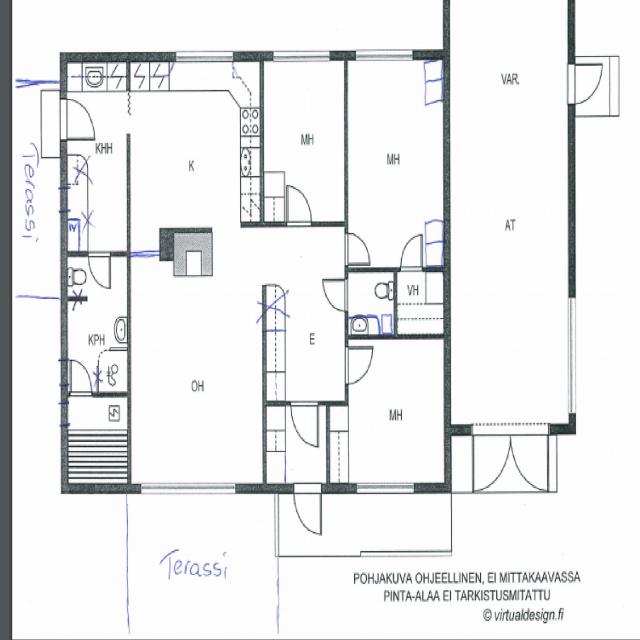 VAR.
KHH
MH
K
MH
Terassi
AT
VH
KPH
E
OH
MH
Terassi
POHJAKUVA OHJEELLINEN, EI MITTAKAAVASSA
PINTA-ALAA EI TARKISTUSMITATTU
© virtualdesign.fi